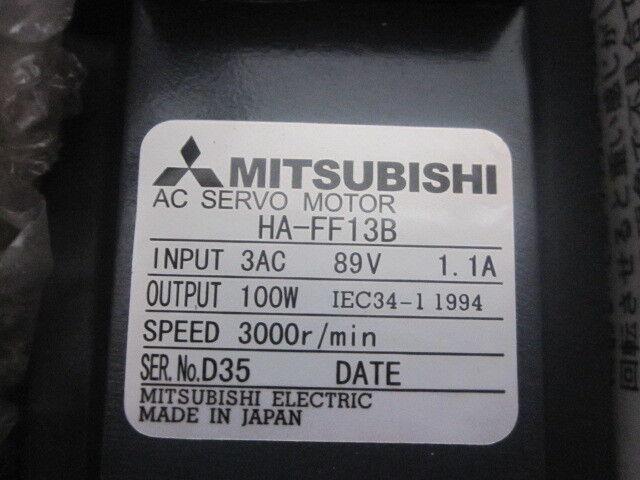 MITSUBISHI
AC SERVO MOTOR
HA-FF13B
INPUT 3AC 89V 1.1A
OUTPUT 100W IEC34-1 1994
SPEED 3000r/min
SER.No.D35 DATE
MITSUBISHI ELECTRIC
MADE IN JAPAN